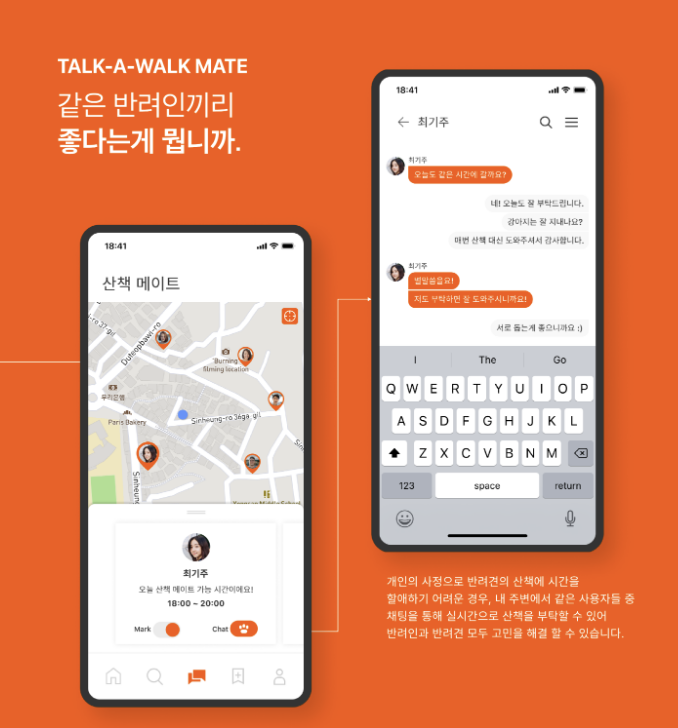 TALK-A-WALK MATE
같은 반려인끼리
좋다는게 뭡니까.
18:41
산책 메이트
Duteopbawi-ro
Burning
filming location
우리은행
Paris Bakery
Sinheung-ro 36ga-gil
최기주
오늘 산책 메이트 가능 시간이에요!
18:00 ~ 20:00
Mark
Chat
18:41
최기주
최기주
오늘도 같은 시간에 갈까요?
네! 오늘도 잘 부탁드립니다.
강아지는 잘 지내나요?
매번 산책 대신 도와주셔서 감사합니다.
최기주
별말씀을요!
저도 부탁하면 잘 도와주시니까요!
서로 돕는게 좋으니까요 :)
I The Go
Q W E R T Y U I O P
A S D F G H J K L
Z X C V B N M
123 space return
개인의 사정으로 반려견의 산책에 시간을
할애하기 어려운 경우, 내 주변에서 같은 사용자들 중
채팅을 통해 실시간으로 산책을 부탁할 수 있어
반려인과 반려견 모두 고민을 해결 할 수 있습니다.